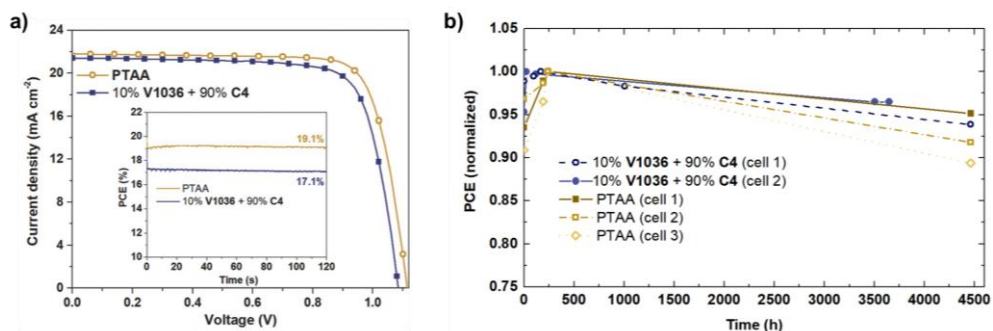 a)
24
20
16
12
8
4
0
Current density (mA cm⁻²)
0.0 0.2 0.4 0.6 0.8 1.0
Voltage (V)
PTAA
10% V1036 + 90% C4
20
19
18
17
16
15
14
13
12
11
10
PCE (%)
19.1%
17.1%
PTAA
10% V1036 + 90% C4
0 20 40 60 80 100 120
Time (s)
b)
1.05
1.00
0.95
0.90
0.85
0.80
0.75
PCE (normalized)
10% V1036 + 90% C4 (cell 1)
10% V1036 + 90% C4 (cell 2)
PTAA (cell 1)
PTAA (cell 2)
PTAA (cell 3)
0 500 1000 1500 2000 2500 3000 3500 4000 4500
Time (h)